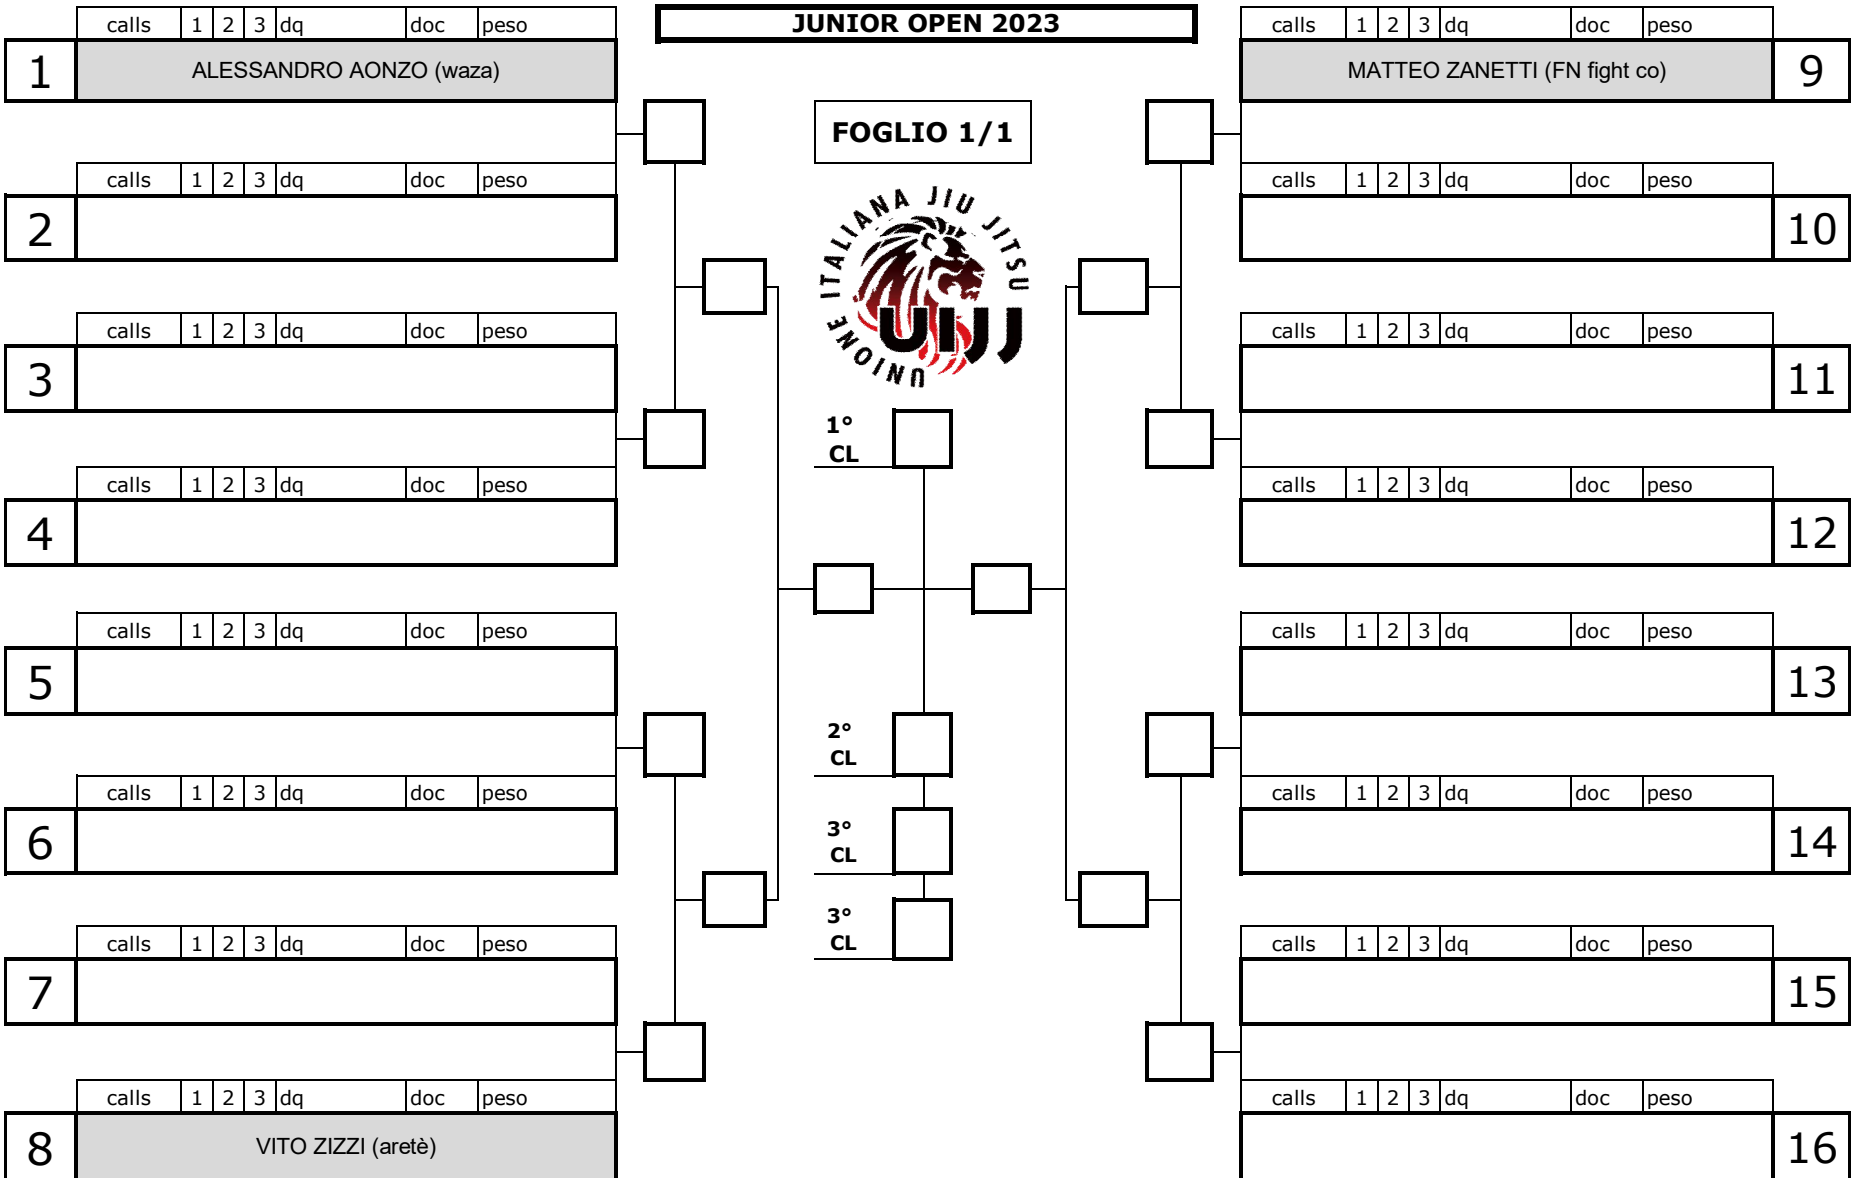 calls 1 2 3 dq doc peso
1 ALESSANDRO AONZO (waza)
calls 1 2 3 dq doc peso
2
calls 1 2 3 dq doc peso
3
calls 1 2 3 dq doc peso
4
calls 1 2 3 dq doc peso
5
calls 1 2 3 dq doc peso
6
calls 1 2 3 dq doc peso
7
calls 1 2 3 dq doc peso
8 VITO ZIZZI (aretè)
JUNIOR OPEN 2023
FOGLIO 1/1
UNIONE ITALIANA JIU JITSU
UIJJ
1°
CL
2°
CL
3°
CL
3°
CL
calls 1 2 3 dq doc peso
MATTEO ZANETTI (FN fight co) 9
calls 1 2 3 dq doc peso
10
calls 1 2 3 dq doc peso
11
calls 1 2 3 dq doc peso
12
calls 1 2 3 dq doc peso
13
calls 1 2 3 dq doc peso
14
calls 1 2 3 dq doc peso
15
calls 1 2 3 dq doc peso
16